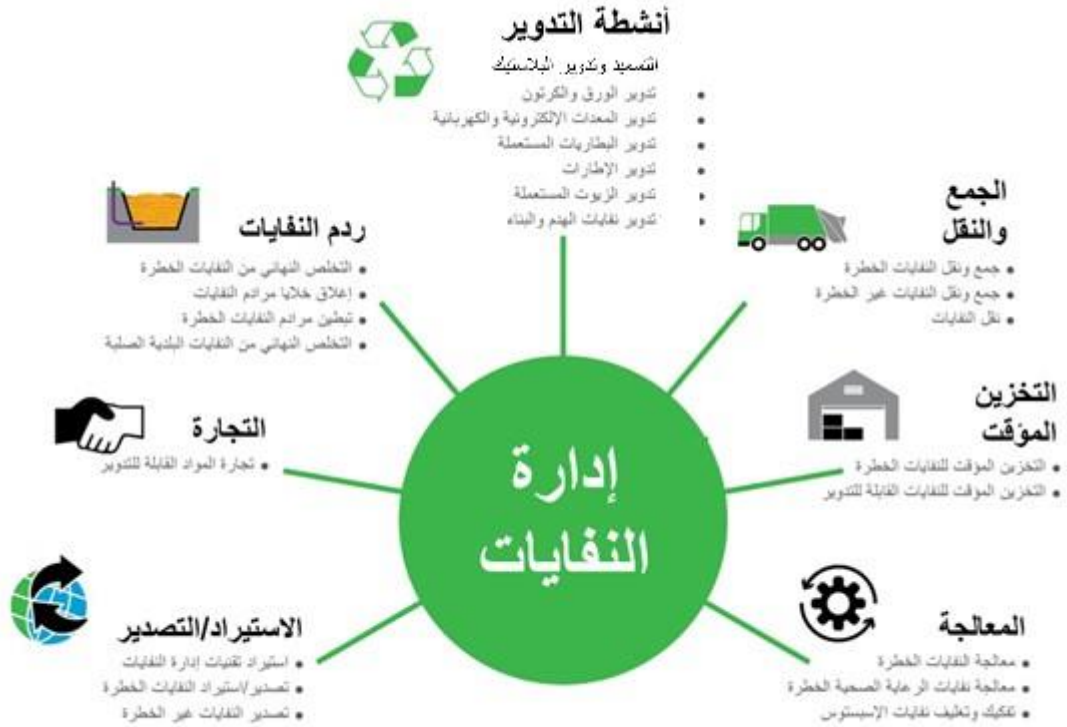 أنشطة التدوير
التسميد وتدوير البلاستيك
• تدوير الورق والكرتون
• تدوير المعدات الإلكترونية والكهربائية
• تدوير البطاريات المستعملة
• تدوير الإطارات
• تدوير الزيوت المستعملة
• تدوير نفايات الهدم والبناء
الجمع
والنقل
• جمع ونقل النفايات الخطرة
• جمع ونقل النفايات غير الخطرة
• نقل النفايات
ردم النفايات
• التخلص النهائي من النفايات الخطرة
• إغلاق خلايا مرادم النفايات
• تبطين مرادم النفايات الخطرة
• التخلص النهائي من النفايات البلدية الصلبة
التخزين
المؤقت
• التخزين المؤقت للنفايات الخطرة
• التخزين المؤقت للنفايات القابلة للتدوير
التجارة
• تجارة المواد القابلة للتدوير
إدارة
النفايات
المعالجة
• معالجة النفايات الخطرة
• معالجة نفايات الرعاية الصحية الخطرة
• تفكيك وتغليف نفايات الإسبستوس
الاستيراد/التصدير
• استيراد تقنيات إدارة النفايات
• تصدير/استيراد النفايات الخطرة
• تصدير النفايات غير الخطرة